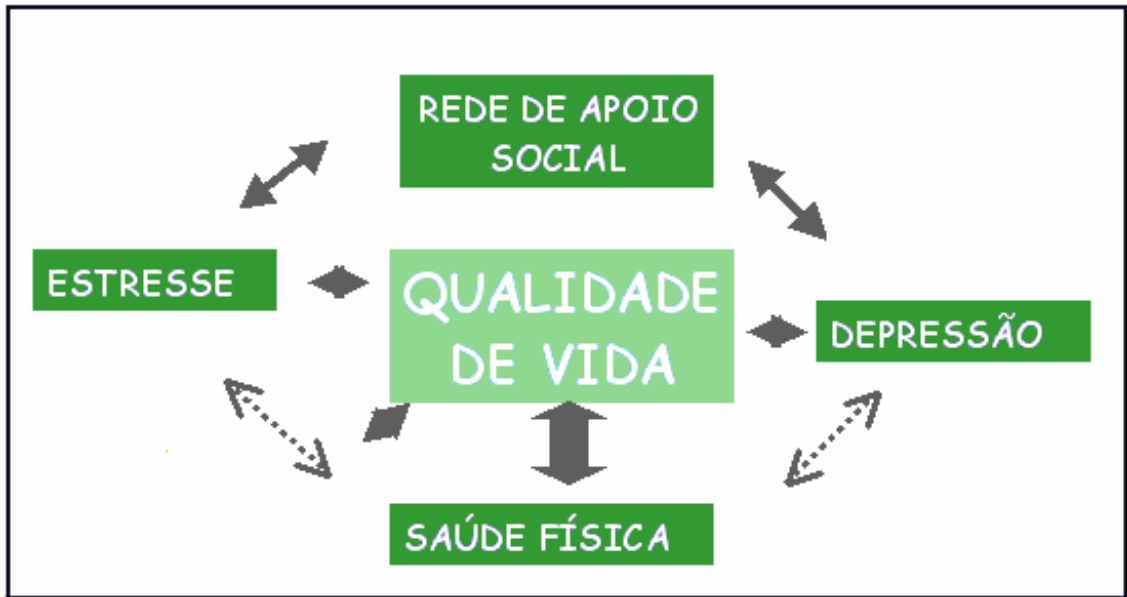 REDE DE APOIO
SOCIAL
ESTRESSE
QUALIDADE
DE VIDA
DEPRESSÃO
SAÚDE FÍSICA